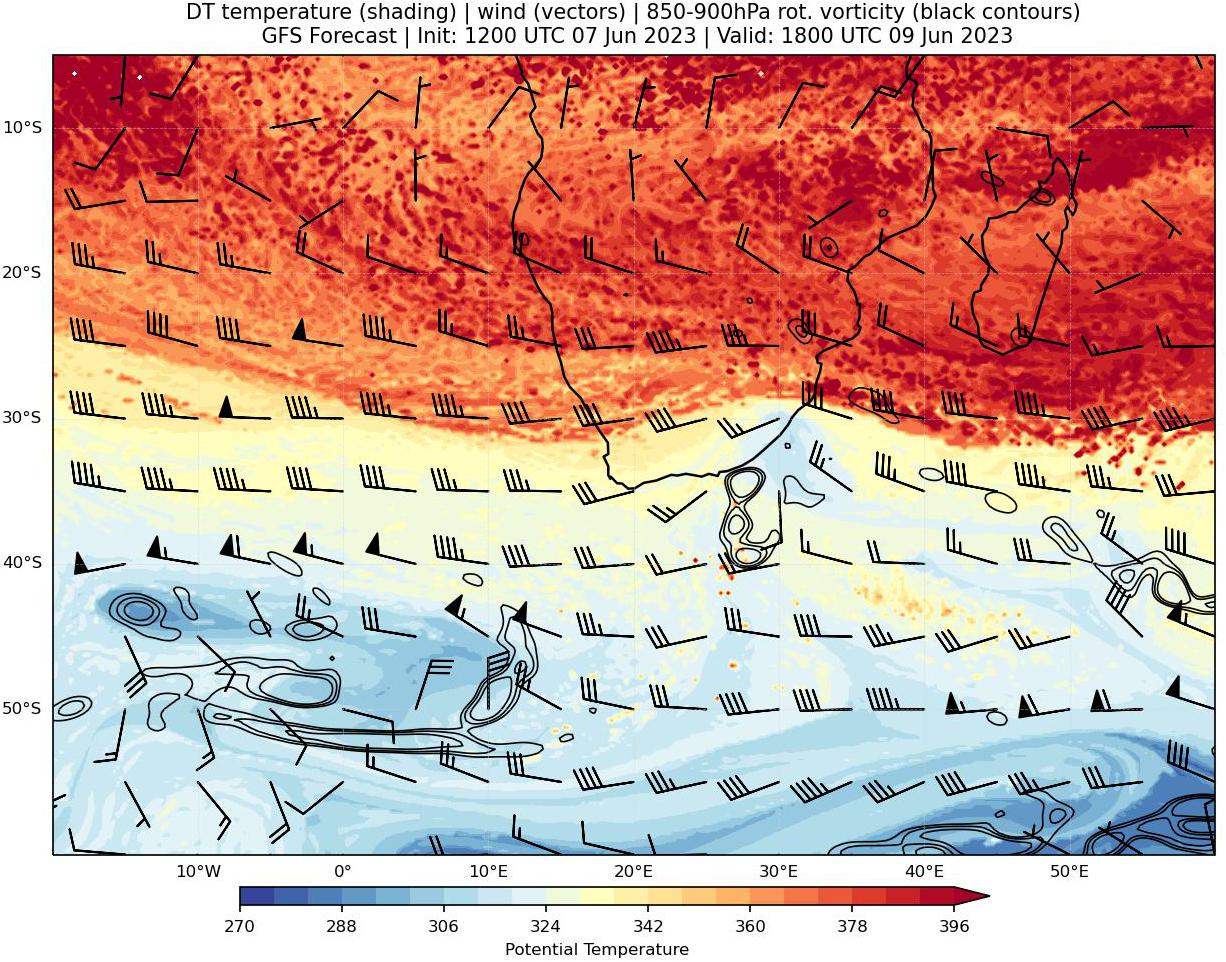 DT temperature (shading) | wind (vectors) | 850-900hPa rot. vorticity (black contours)
GFS Forecast | Init: 1200 UTC 07 Jun 2023 | Valid: 1800 UTC 09 Jun 2023
10°S
20°S
30°S
40°S
50°S
10°W 0° 10°E 20°E 30°E 40°E 50°E
270 288 306 324 342 360 378 396
Potential Temperature